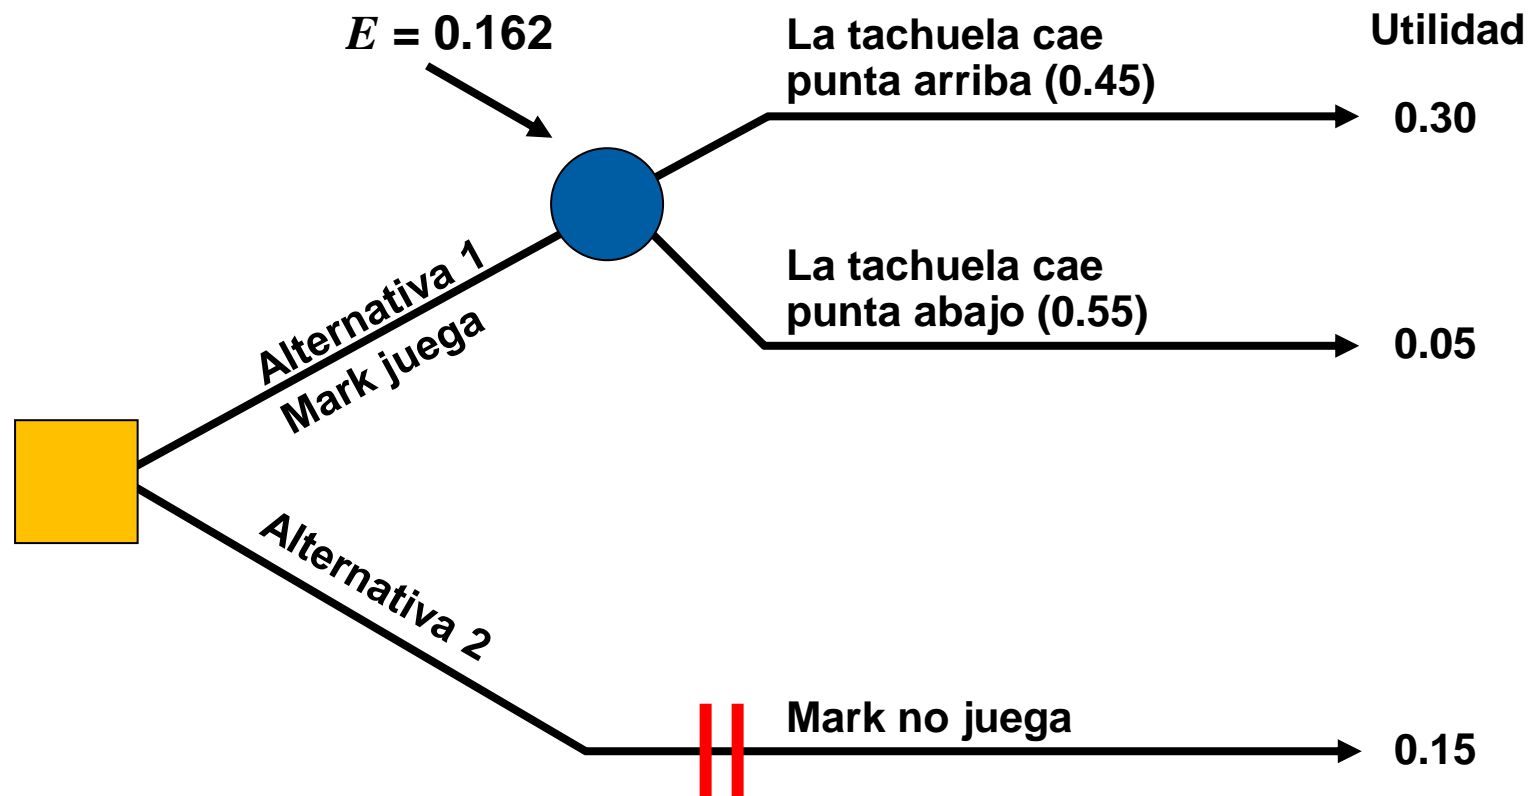 E = 0.162
La tachuela cae
punta arriba (0.45)
Utilidad
0.30
Alternativa 1
Mark juega
La tachuela cae
punta abajo (0.55)
0.05
Alternativa 2
Mark no juega
0.15